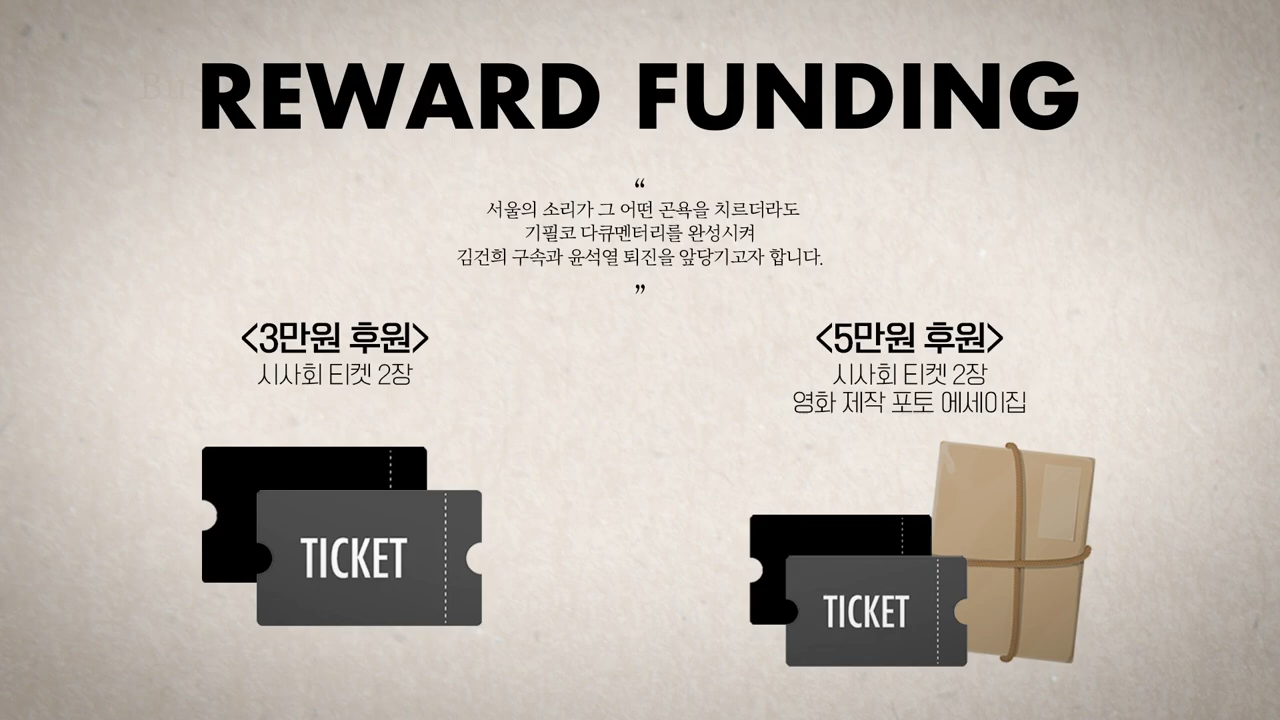 REWARD FUNDING
“
서울의 소리가 그 어떤 곤욕을 치르더라도
기필코 다큐멘터리를 완성시켜
김건희 구속과 윤석열 퇴진을 앞당기고자 합니다.
”
<3만원 후원>
시사회 티켓 2장
<5만원 후원>
시사회 티켓 2장
영화 제작 포토 에세이집
TICKET
TICKET